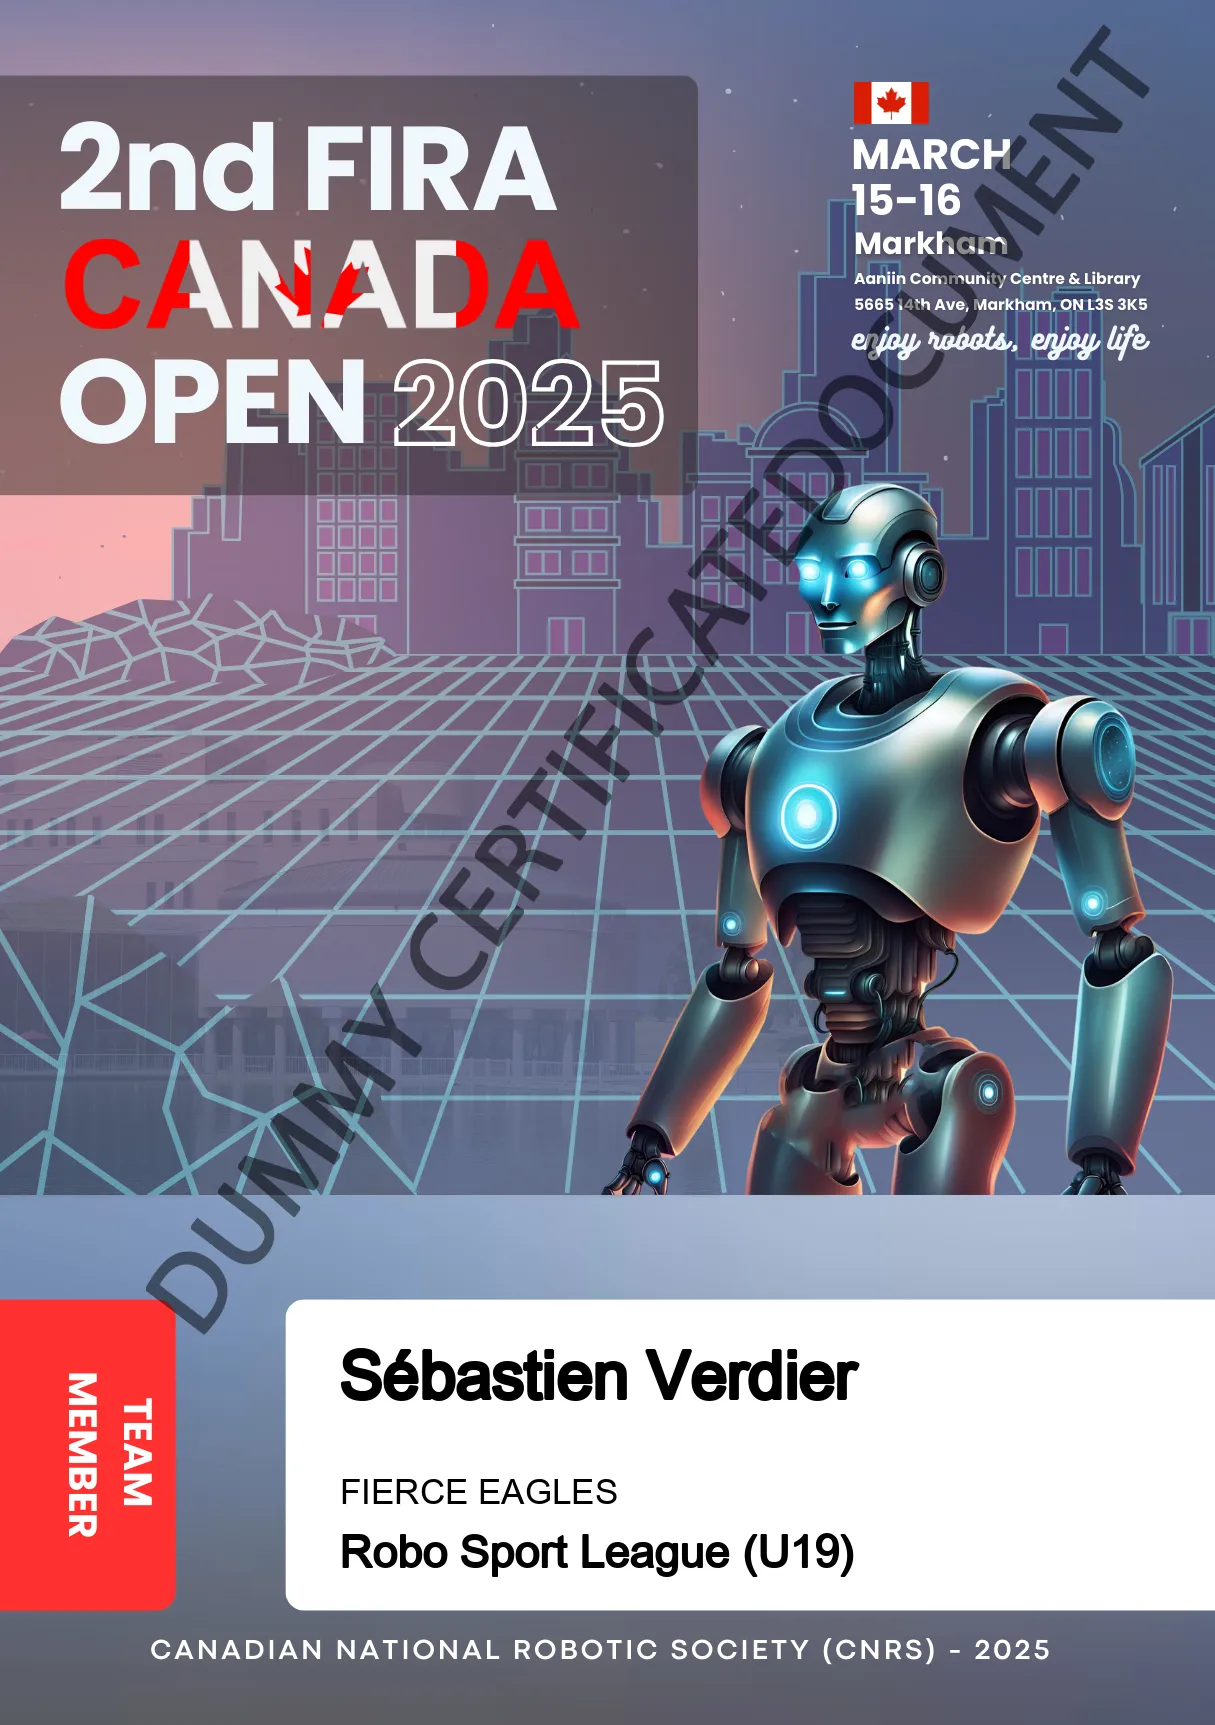 2nd FIRA
CANADA
OPEN 2025
MARCH
15-16
Markham
Aaniin Community Centre & Library
5665 14th Ave, Markham, ON L3S 3K5
enjoy robots, enjoy life
DUMMY CERTIFICATEDOCUMENT
TEAM
MEMBER
Sébastien Verdier
FIERCE EAGLES
Robo Sport League (U19)
CANADIAN NATIONAL ROBOTIC SOCIETY (CNRS) - 2025